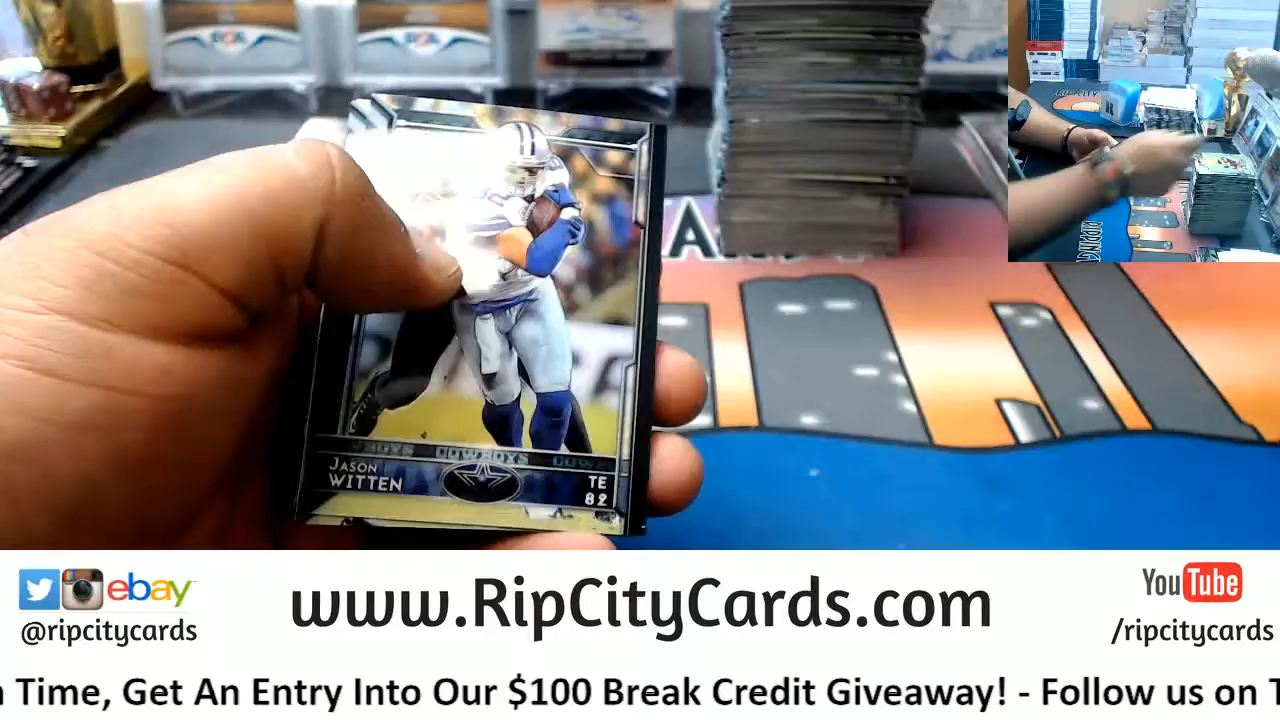 A
COWBOYS
JASON
WITTEN
TE
82
ebay
@ripcitycards
www.RipCityCards.com
YouTube
/ripcitycards
Time, Get An Entry Into Our $100 Break Credit Giveaway! - Follow us on